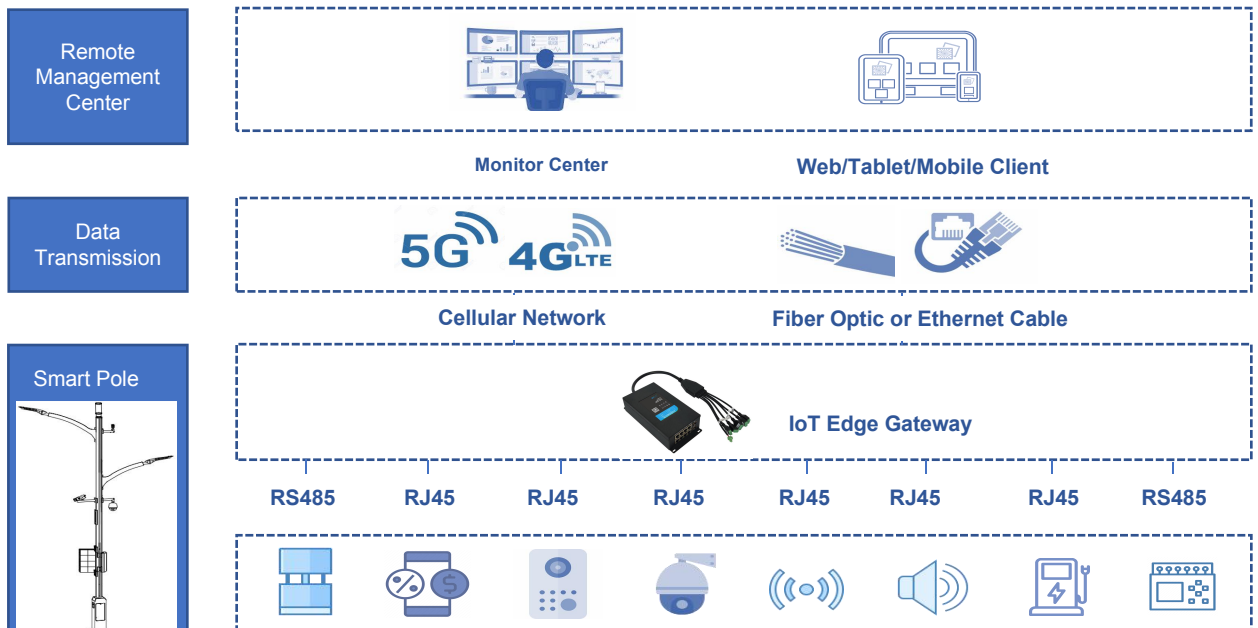 Remote
Management
Center
Monitor Center
Web/Tablet/Mobile Client
Data
Transmission
5G
4G LTE
Cellular Network
Fiber Optic or Ethernet Cable
Smart Pole
IoT Edge Gateway
RS485
RJ45
RJ45
RJ45
RJ45
RJ45
RJ45
RS485
%
$